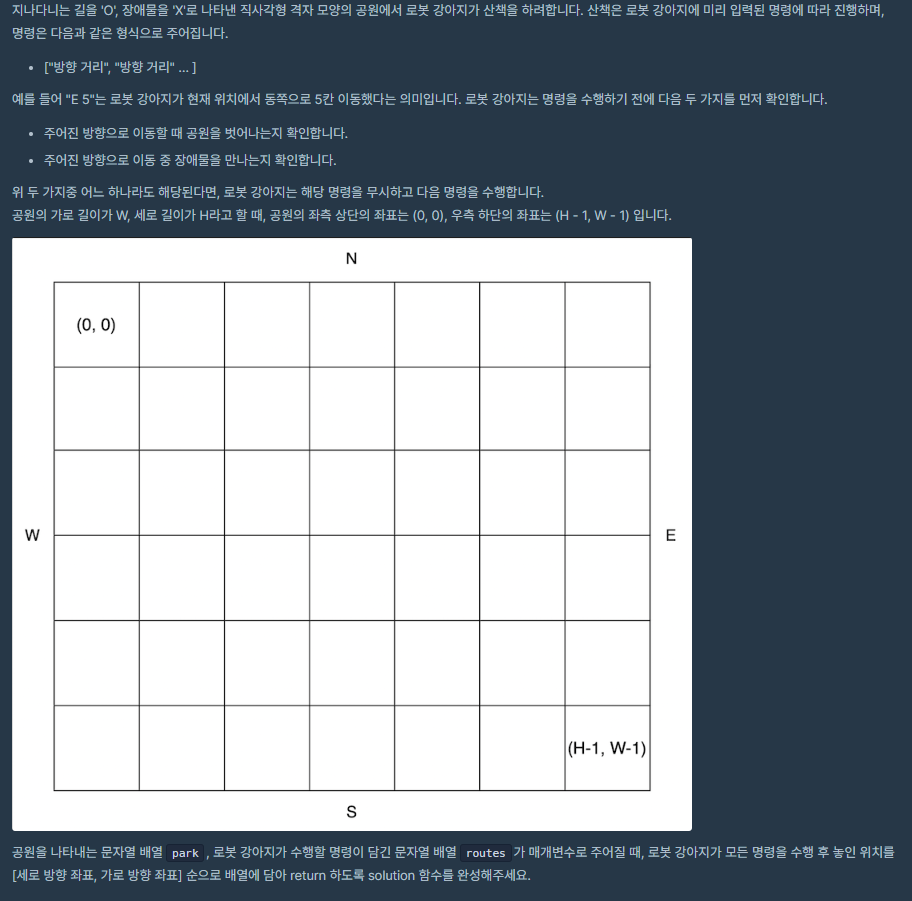 지나다니는 길을 'O', 장애물을 'X'로 나타낸 직사각형 격자 모양의 공원에서 로봇 강아지가 산책을 하려합니다. 산책은 로봇 강아지에 미리 입력된 명령에 따라 진행하며,
명령은 다음과 같은 형식으로 주어집니다.
• ["방향 거리", "방향 거리" … ]
예를 들어 "E 5"는 로봇 강아지가 현재 위치에서 동쪽으로 5칸 이동했다는 의미입니다. 로봇 강아지는 명령을 수행하기 전에 다음 두 가지를 먼저 확인합니다.
• 주어진 방향으로 이동할 때 공원을 벗어나는지 확인합니다.
• 주어진 방향으로 이동 중 장애물을 만나는지 확인합니다.
위 두 가지중 어느 하나라도 해당된다면, 로봇 강아지는 해당 명령을 무시하고 다음 명령을 수행합니다.
공원의 가로 길이가 W, 세로 길이가 H라고 할 때, 공원의 좌측 상단의 좌표는 (0, 0), 우측 하단의 좌표는 (H - 1, W - 1) 입니다.
N
(0, 0)
W
E
(H-1, W-1)
S
공원을 나타내는 문자열 배열 park , 로봇 강아지가 수행할 명령이 담긴 문자열 배열 routes 가 매개변수로 주어질 때, 로봇 강아지가 모든 명령을 수행 후 놓인 위치를
[세로 방향 좌표, 가로 방향 좌표] 순으로 배열에 담아 return 하도록 solution 함수를 완성해주세요.